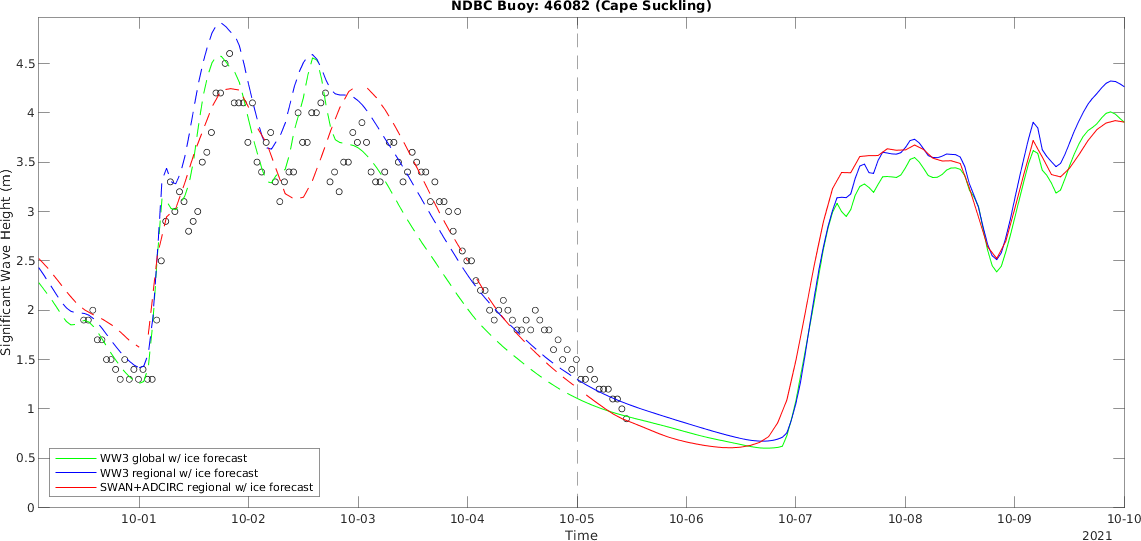 NDBC Buoy: 46082 (Cape Suckling)
Significant Wave Height (m)
4.5
4
3.5
3
2.5
2
1.5
1
0.5
0
WW3 global w/ ice forecast
WW3 regional w/ ice forecast
SWAN+ADCIRC regional w/ ice forecast
10-01 10-02 10-03 10-04 10-05 10-06 10-07 10-08 10-09 10-10
Time
2021